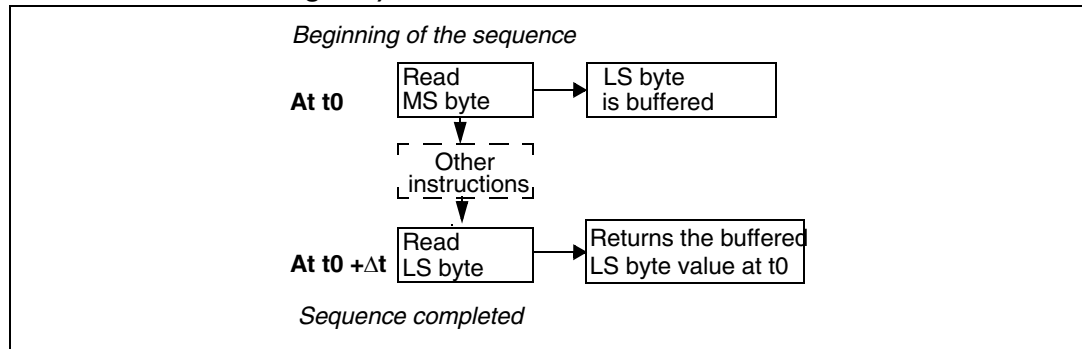 Beginning of the sequence
Read
MS byte
LS byte
is buffered
At t0
Other
instructions
Read
LS byte
Returns the buffered
LS byte value at t0
At t0 +Δt
Sequence completed